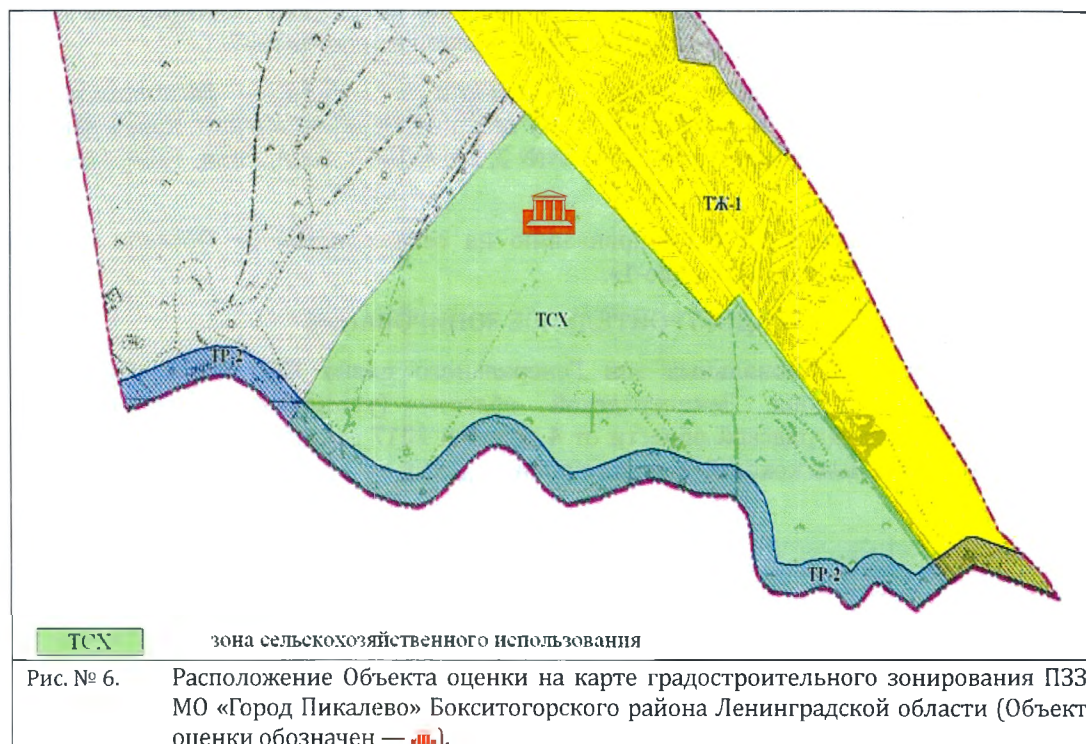 ТЖ-1
ТСХ
ТР-2
ТР-2
ТСХ зона сельскохозяйственного использования
Рис. № 6. Расположение Объекта оценки на карте градостроительного зонирования ПЗЗ
МО «Город Пикалево» Бокситогорского района Ленинградской области (Объект
оценки обозначен — ).